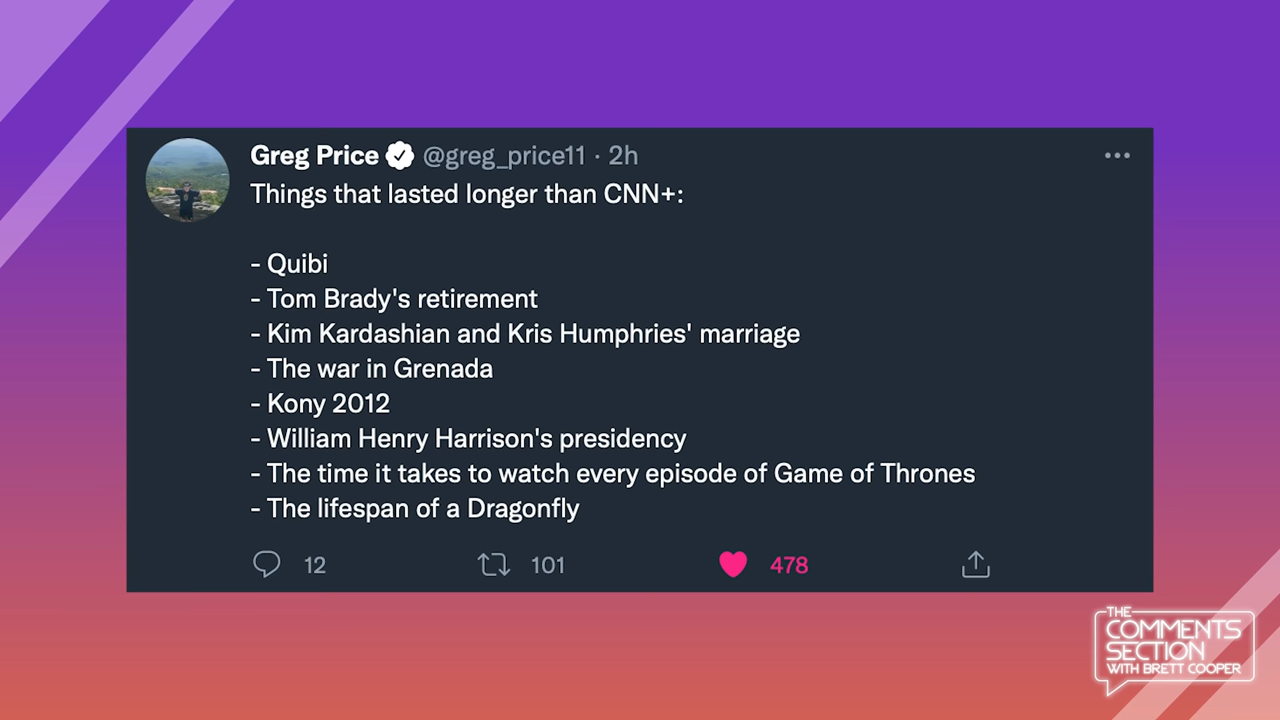 Greg Price @greg_price11 · 2h
Things that lasted longer than CNN+:
- Quibi
- Tom Brady's retirement
- Kim Kardashian and Kris Humphries' marriage
- The war in Grenada
- Kony 2012
- William Henry Harrison's presidency
- The time it takes to watch every episode of Game of Thrones
- The lifespan of a Dragonfly
12 101 478
THE
COMMENTS
SECTION
WITH BRETT COOPER